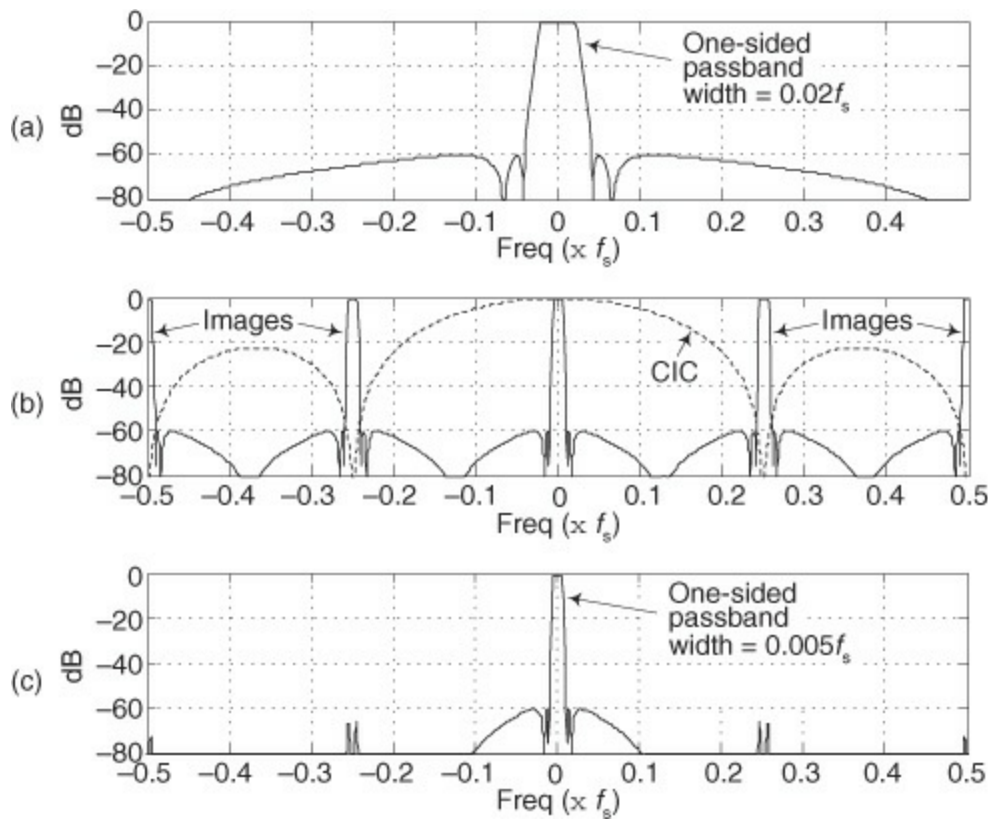 0
−20
−40
−60
−80
dB
(a)
One-sided
passband
width = 0.02fs
−0.5 −0.4 −0.3 −0.2 −0.1 0 0.1 0.2 0.3 0.4
Freq (x fs)
0
−20
−40
−60
−80
dB
(b)
Images
CIC
Images
−0.5 −0.4 −0.3 −0.2 −0.1 0 0.1 0.2 0.3 0.4 0.5
Freq (x fs)
0
−20
−40
−60
−80
dB
(c)
One-sided
passband
width = 0.005fs
−0.5 −0.4 −0.3 −0.2 −0.1 0 0.1 0.2 0.3 0.4 0.5
Freq (x fs)